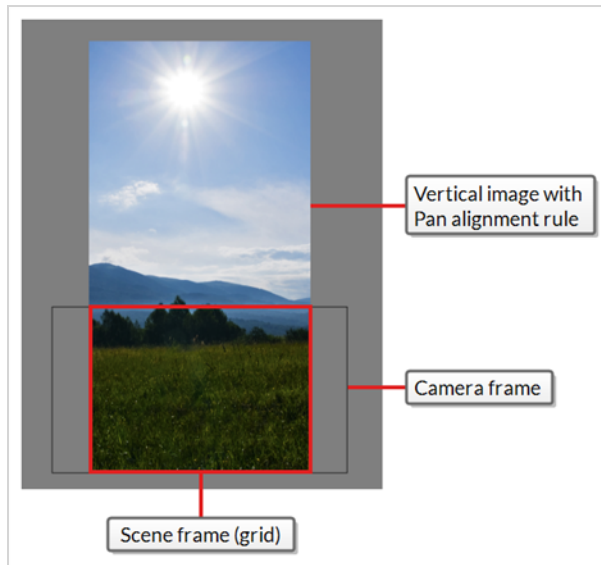 Vertical image with
Pan alignment rule
Camera frame
Scene frame (grid)